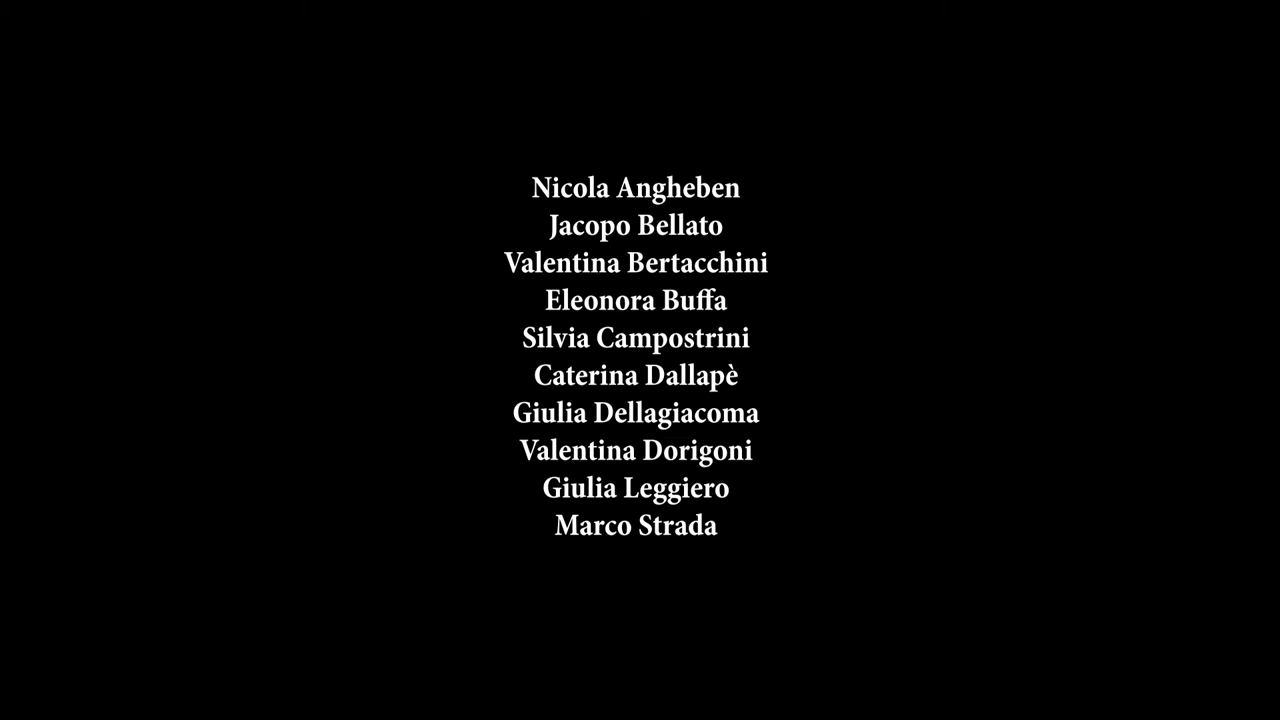 Nicola Angheben
Jacopo Bellato
Valentina Bertacchini
Eleonora Buffa
Silvia Campostrini
Caterina Dallapè
Giulia Dellagiacoma
Valentina Dorigoni
Giulia Leggiero
Marco Strada